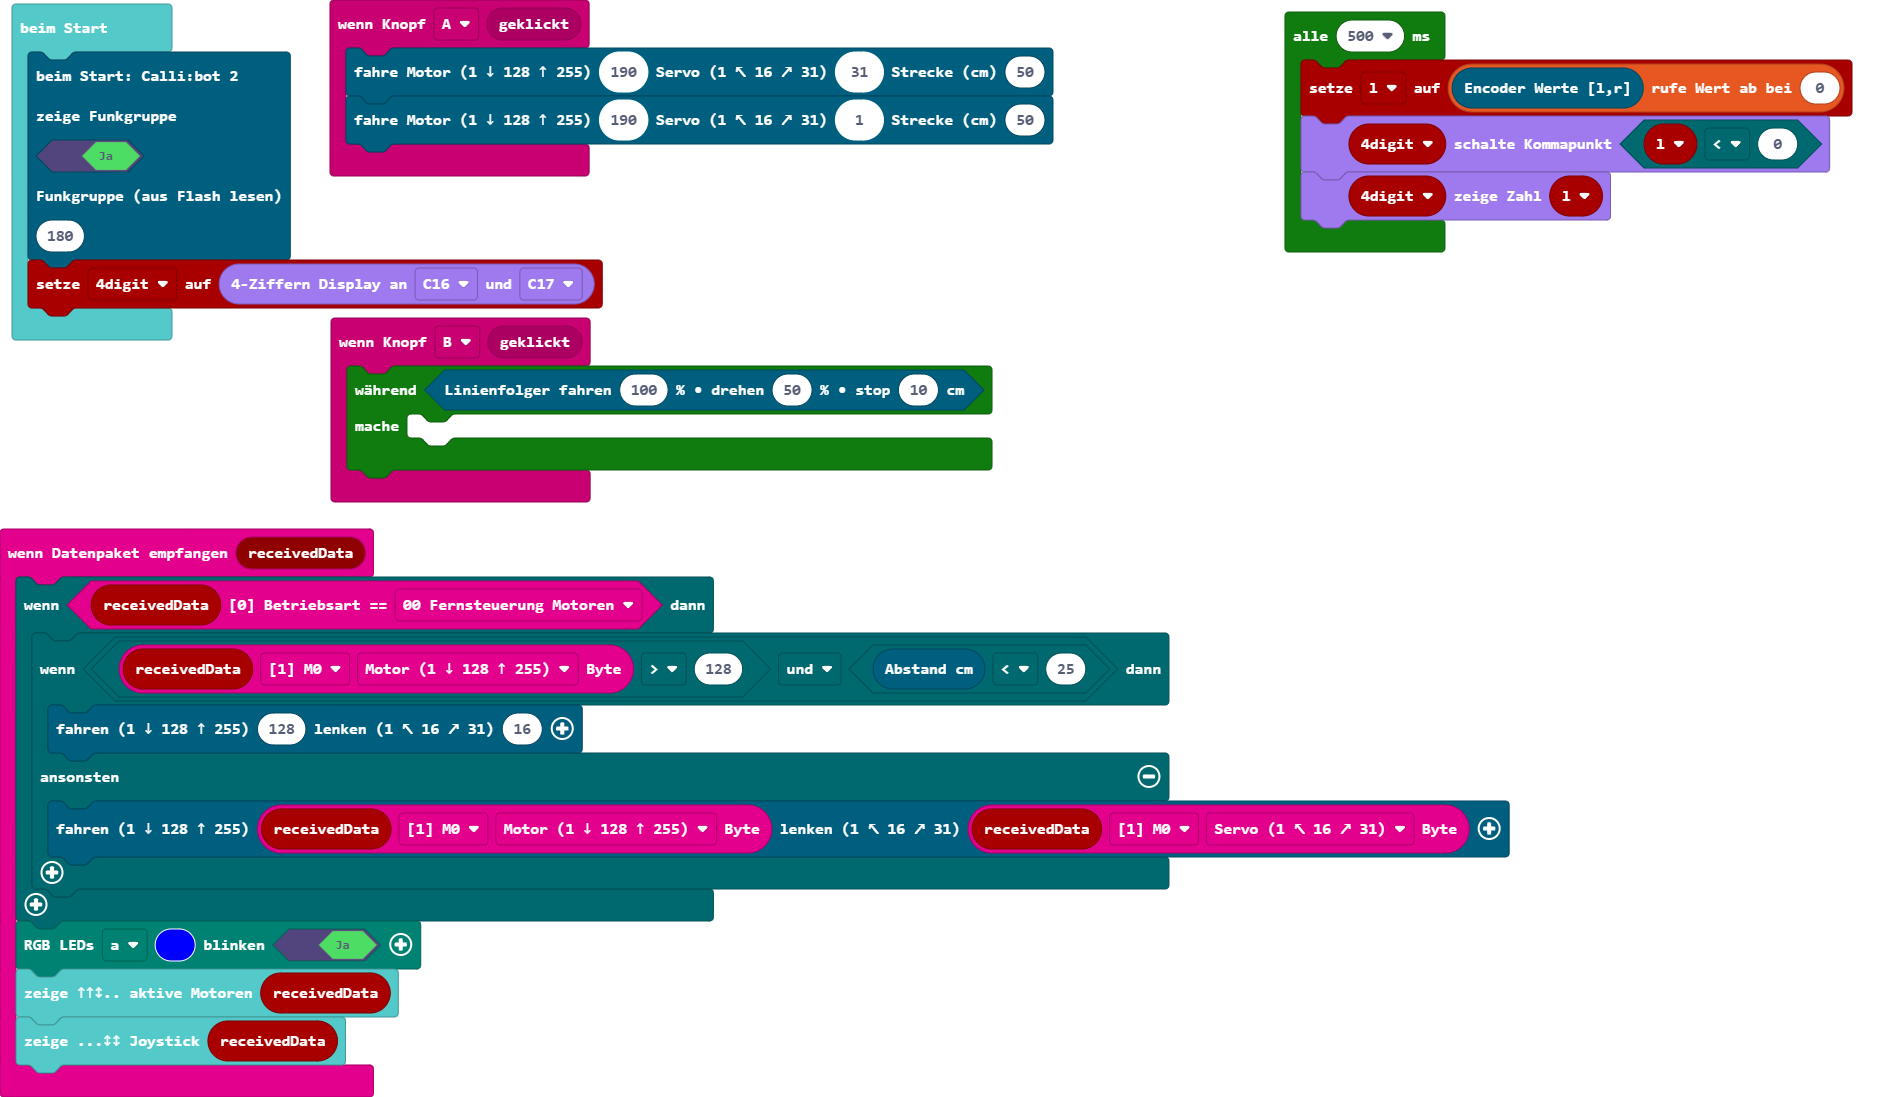 beim Start
beim Start: Calli:bot 2
zeige Funkgruppe
Ja
Funkgruppe (aus Flash lesen)
180
setze 4digit auf 4-Ziffern Display an C16 und C17
wenn Knopf A geklickt
fahre Motor (1 ↓ 128 ↑ 255) 190 Servo (1 ↖ 16 ↗ 31) 31 Strecke (cm) 50
fahre Motor (1 ↓ 128 ↑ 255) 190 Servo (1 ↖ 16 ↗ 31) 1 Strecke (cm) 50
alle 500 ms
setze l auf Encoder Werte [l,r] rufe Wert ab bei 0
4digit schalte Kommapunkt l < 0
4digit zeige Zahl l
wenn Knopf B geklickt
während Linienfolger fahren 100 % • drehen 50 % • stop 10 cm
mache
wenn Datenpaket empfangen receivedData
wenn receivedData [0] Betriebsart == 00 Fernsteuerung Motoren dann
wenn receivedData [1] M0 Motor (1 ↓ 128 ↑ 255) Byte > 128 und Abstand cm < 25 dann
fahren (1 ↓ 128 ↑ 255) 128 lenken (1 ↖ 16 ↗ 31) 16
ansonsten
fahren (1 ↓ 128 ↑ 255) receivedData [1] M0 Motor (1 ↓ 128 ↑ 255) Byte lenken (1 ↖ 16 ↗ 31) receivedData [1] M0 Servo (1 ↖ 16 ↗ 31) Byte
RGB LEDs a blinken Ja
zeige ↑↑↕.. aktive Motoren receivedData
zeige ...↕↕ Joystick receivedData